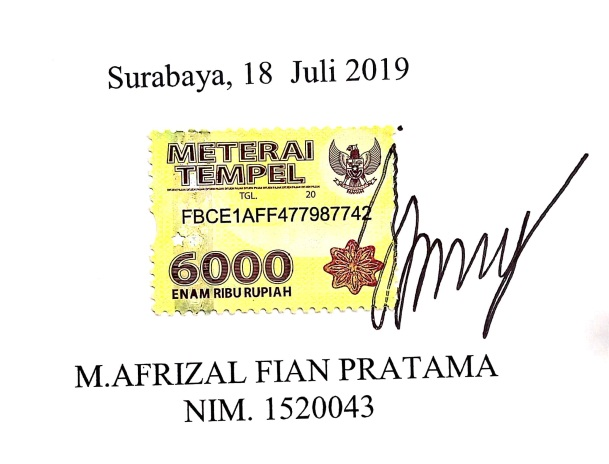 Surabaya, 18 Juli 2019
METERAI
TEMPEL
TGL. 20
FBCE1AFF477987742
6000
ENAM RIBU RUPIAH
M.AFRIZAL FIAN PRATAMA
NIM. 1520043